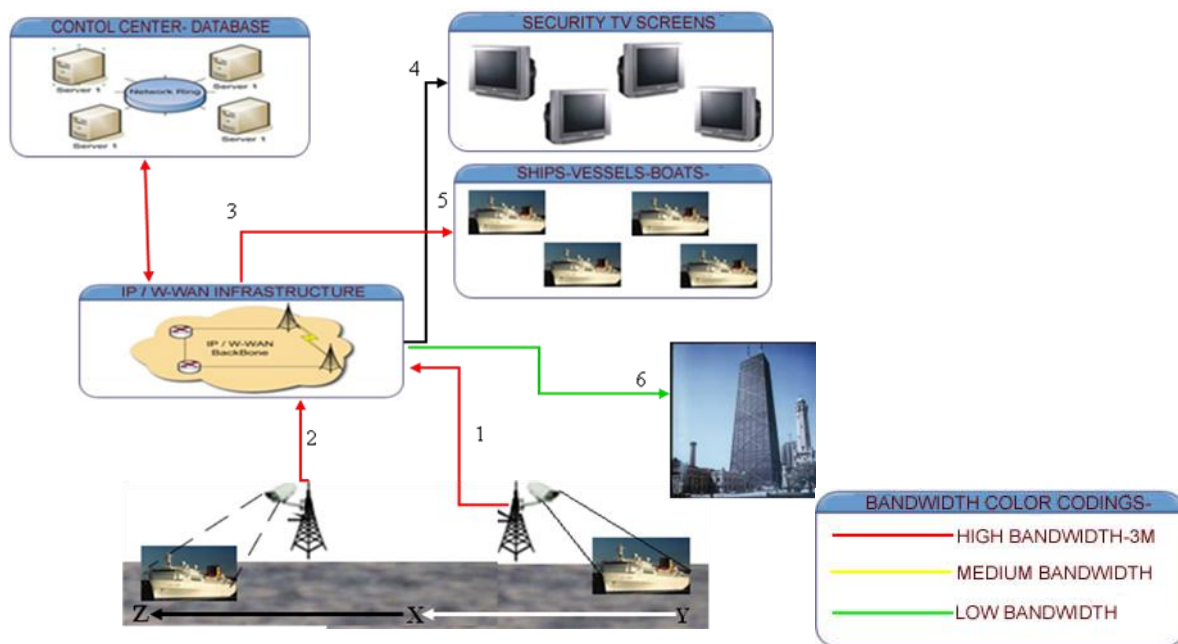 CONTOL CENTER- DATABASE
Server 1
Server 1
Network Ring
Server 1
Server 1
SECURITY TV SCREENS
4
SHIPS-VESSELS-BOATS-
5
3
IP / W-WAN INFRASTRUCTURE
IP / W-WAN
BackBone
6
2
1
Z
X
Y
BANDWIDTH COLOR CODINGS-
HIGH BANDWIDTH-3M
MEDIUM BANDWIDTH
LOW BANDWIDTH